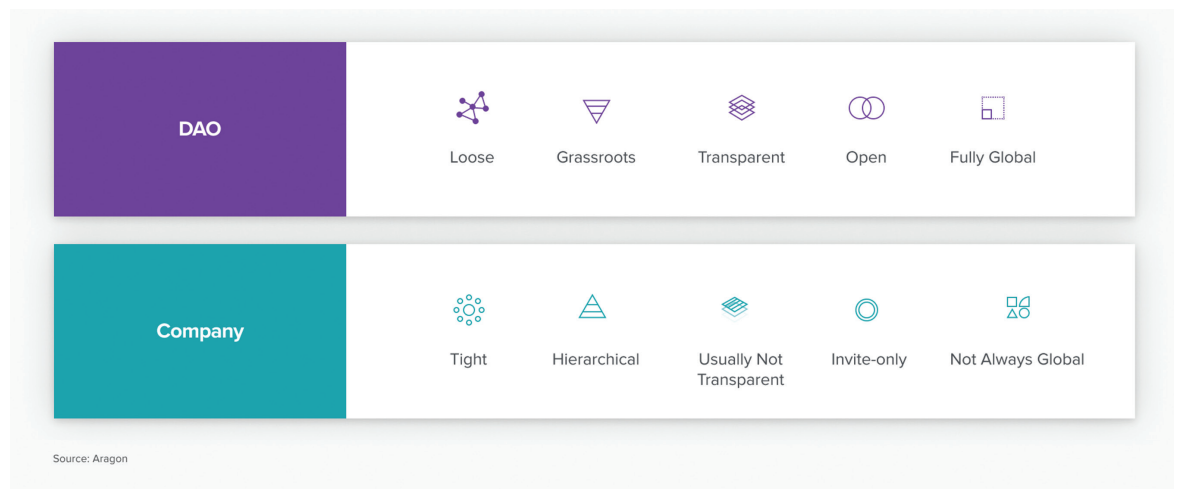 DAO
Loose
Grassroots
Transparent
Open
Fully Global
Company
Tight
Hierarchical
Usually Not
Transparent
Invite-only
Not Always Global
Source: Aragon